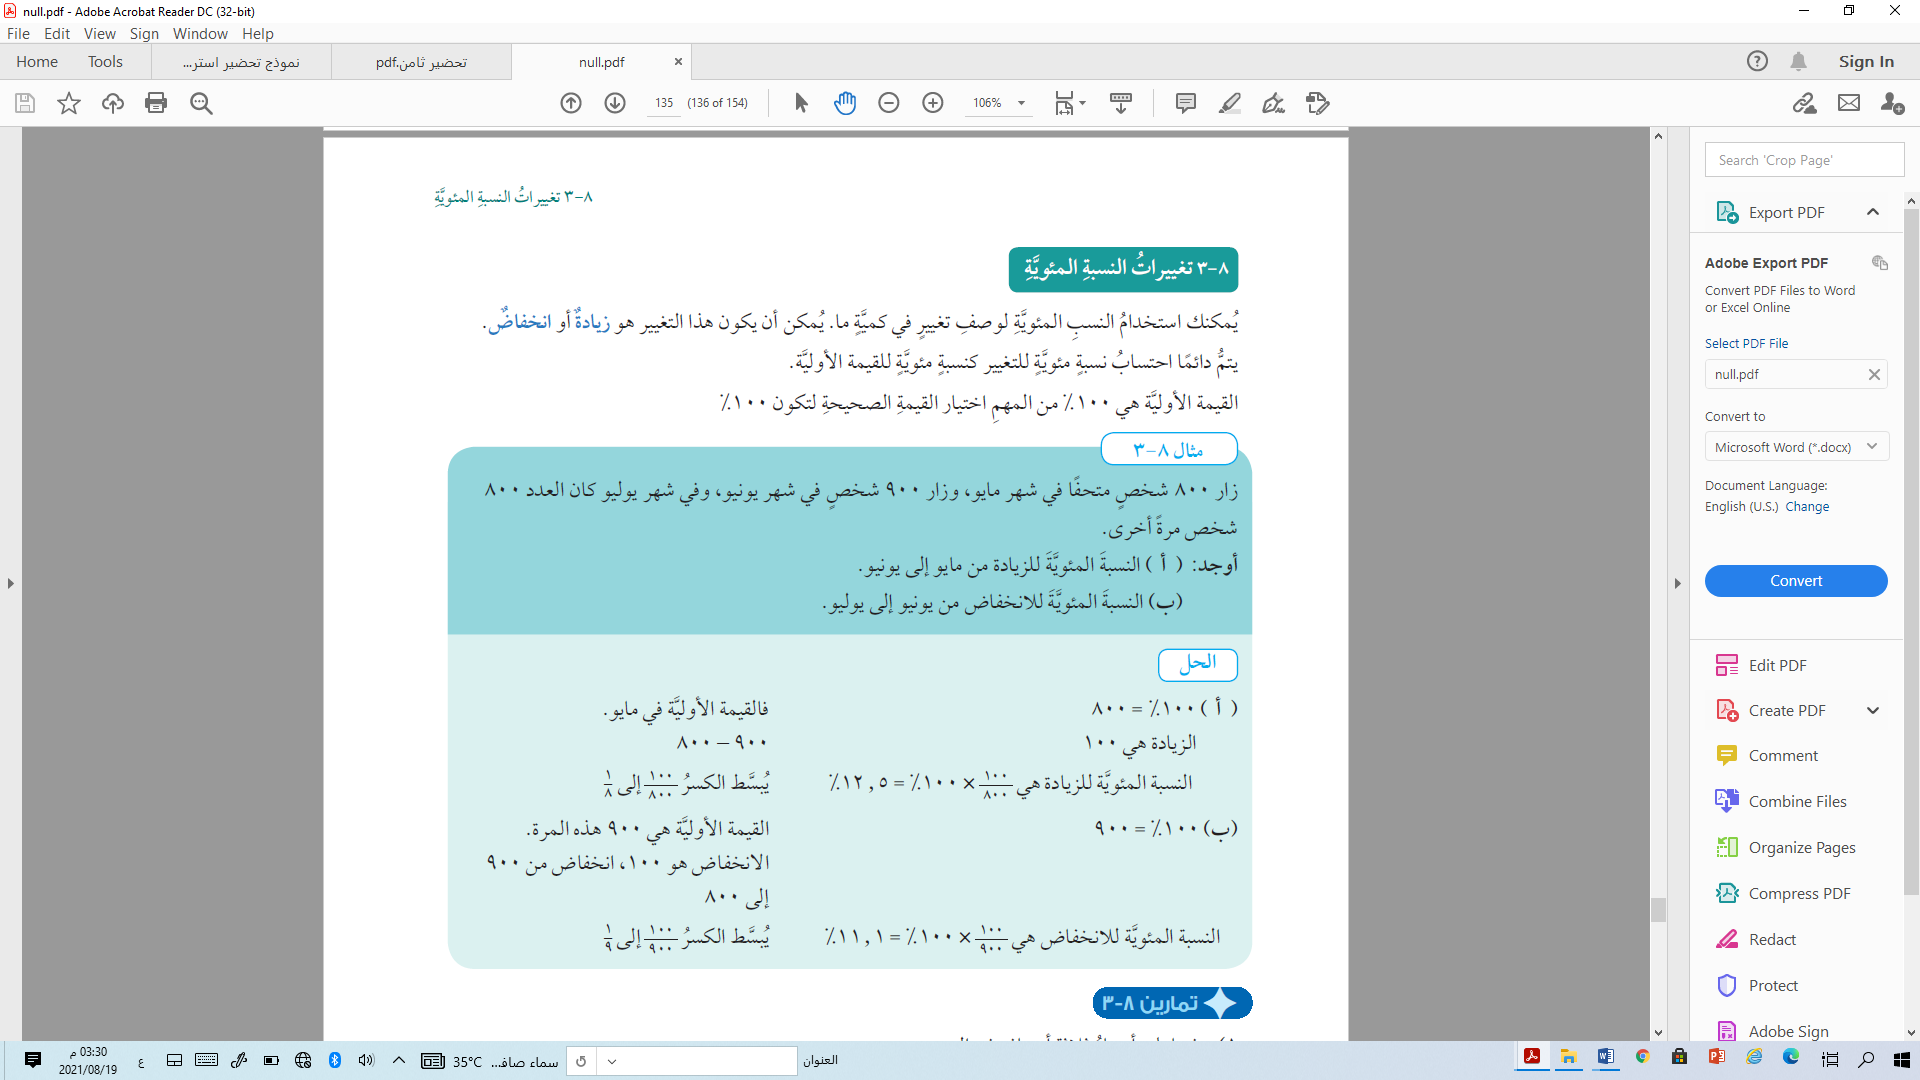 null.pdf - Adobe Acrobat Reader DC (32-bit)
File Edit View Sign Window Help
Home Tools نموذج تحضير استر... تحضير ثامن.pdf null.pdf Sign In
135 (136 of 154) 106%
٨-٣ تغييراتُ النسبةِ المئويَّةِ
٨-٣ تغييراتُ النسبةِ المئويَّةِ
يُمكنك استخدامُ النسبِ المئويَّةِ لوصفِ تغييرٍ في كميَّةٍ ما. يُمكن أن يكون هذا التغيير هو زيادةٌ أو انخفاضٌ.
يتمُّ دائمًا احتسابُ نسبةٍ مئويَّةٍ للتغيير كنسبةٍ مئويَّةٍ للقيمة الأوليَّة.
القيمة الأوليَّة هي ١٠٠٪ من المهمِ اختيار القيمةِ الصحيحةِ لتكون ١٠٠٪
مثال ٨-٣
زار ٨٠٠ شخصٍ متحفًا في شهر مايو، وزار ٩٠٠ شخصٍ في شهر يونيو، وفي شهر يوليو كان العدد ٨٠٠
شخص مرةً أخرى.
أوجد: ( أ ) النسبةَ المئويَّةَ للزيادة من مايو إلى يونيو.
(ب) النسبةَ المئويَّةَ للانخفاض من يونيو إلى يوليو.
الحل
( أ ) ١٠٠٪ = ٨٠٠ فالقيمة الأوليَّة في مايو.
الزيادة هي ١٠٠ ٩٠٠ – ٨٠٠
النسبة المئويَّة للزيادة هي ١٠٠/٨٠٠ × ١٠٠٪ = ١٢,٥٪ يُبسَّط الكسرُ ١٠٠/٨٠٠ إلى ١/٨
(ب) ١٠٠٪ = ٩٠٠ القيمة الأوليَّة هي ٩٠٠ هذه المرة.
الانخفاض هو ١٠٠، انخفاض من ٩٠٠
إلى ٨٠٠
النسبة المئويَّة للانخفاض هي ١٠٠/٩٠٠ × ١٠٠٪ = ١١,١٪ يُبسَّط الكسرُ ١٠٠/٩٠٠ إلى ١/٩
تمارين ٨-٣
Search 'Crop Page'
Export PDF
Adobe Export PDF
Convert PDF Files to Word
or Excel Online
Select PDF File
null.pdf
Convert to
Microsoft Word (*.docx)
Document Language:
English (U.S.) Change
Convert
Edit PDF
Create PDF
Comment
Combine Files
Organize Pages
Compress PDF
Redact
Protect
Adobe Sign
03:30 م
2021/08/19
ع
35°C سماء صافـ...
العنوان